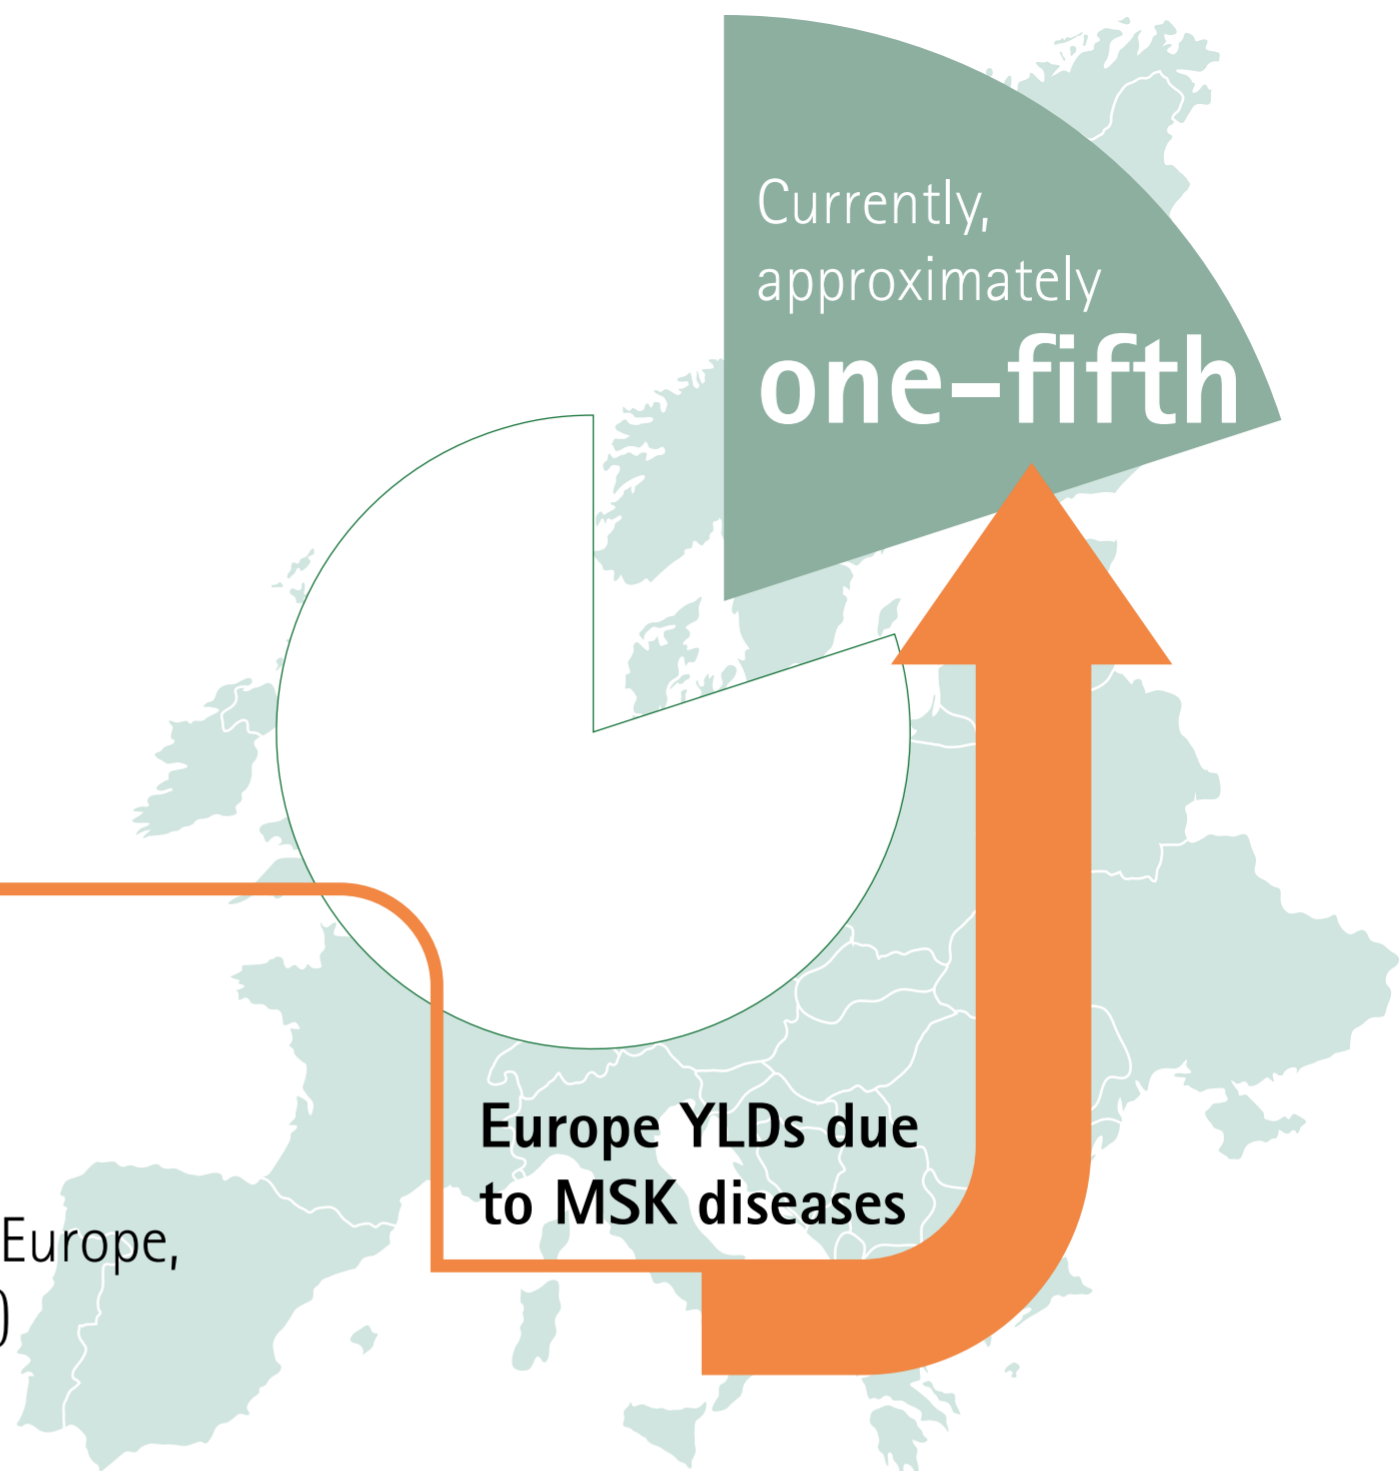 Currently,
approximately
one-fifth
Europe YLDs due
to MSK diseases
Europe,
)